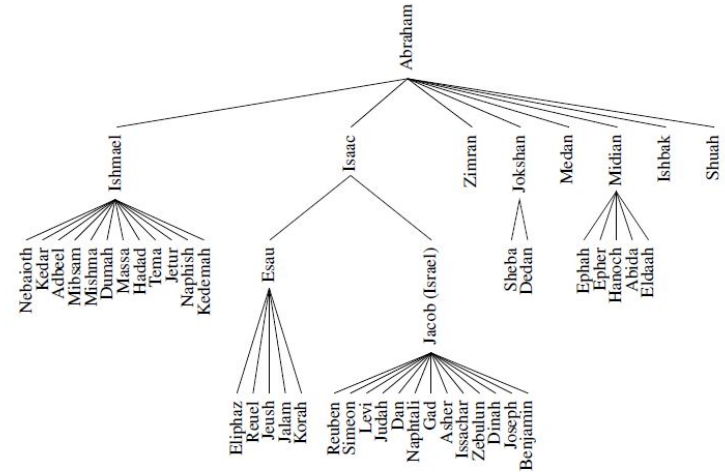 Abraham
Ishmael
Isaac
Zimran
Jokshan
Medan
Midian
Ishbak
Shuah
Nebaioth
Kedar
Adbeel
Mibsam
Mishma
Dumah
Massa
Hadad
Tema
Jetur
Naphish
Kedemah
Esau
Jacob (Israel)
Sheba
Dedan
Ephah
Epher
Hanoch
Abida
Eldaah
Eliphaz
Reuel
Jeush
Jalam
Korah
Reuben
Simeon
Levi
Judah
Dan
Naphtali
Gad
Asher
Issachar
Zebulun
Dinah
Joseph
Benjamin